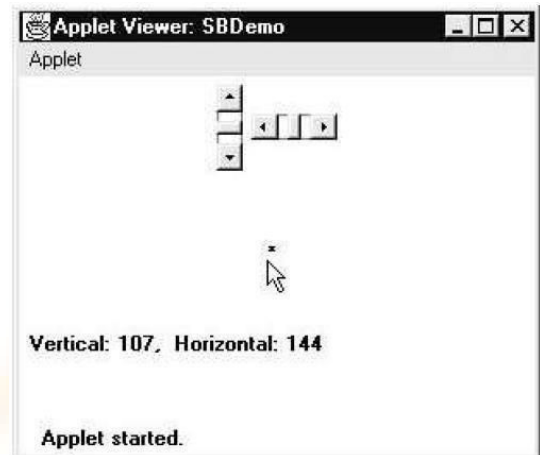 Applet Viewer: SBDemo
Applet
*
Vertical: 107, Horizontal: 144
Applet started.